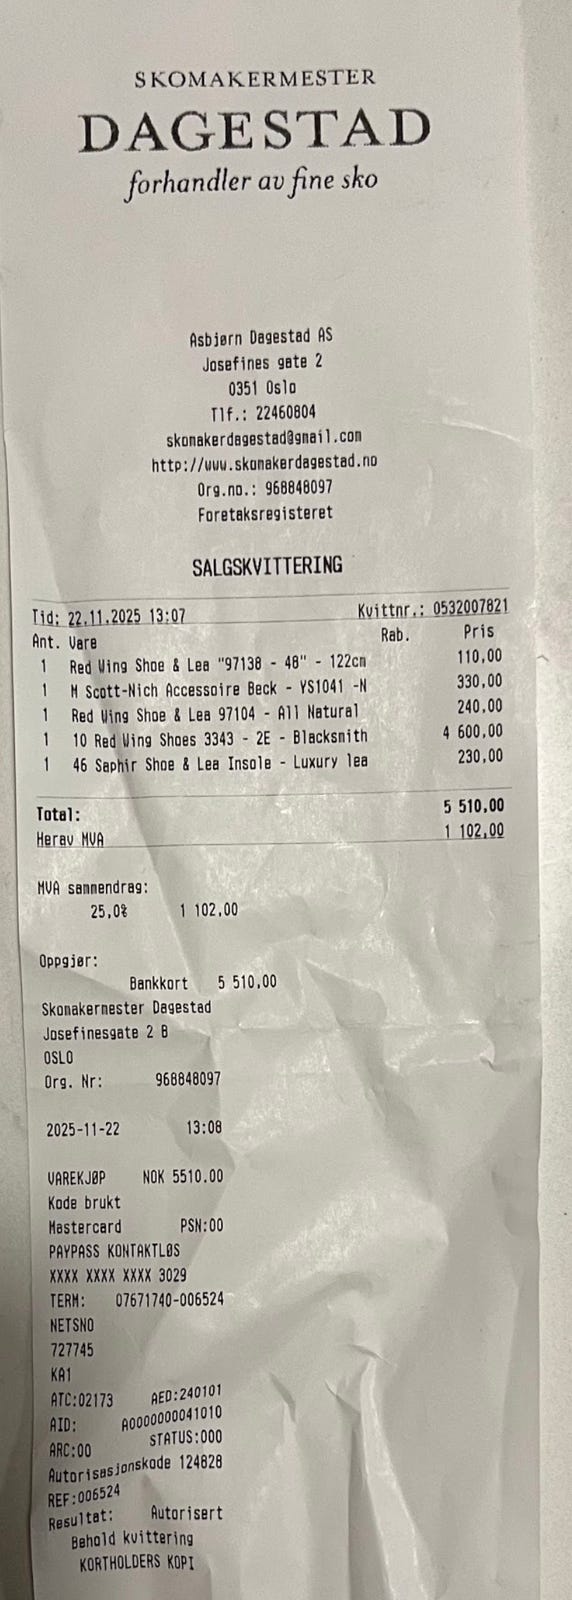 SKOMAKERMESTER
DAGESTAD
forhandler av fine sko
Asbjørn Dagestad AS
Josefines gate 2
0351 Oslo
Tlf.: 22460804
skomakerdagestad@gmail.com
http://www.skomakerdagestad.no
Org.no.: 968848097
Foretaksregisteret
SALGSKVITTERING
Tid: 22.11.2025 13:07 Kvittnr.: 0532007821
Ant. Vare Rab. Pris
1 Red Wing Shoe & Lea "97138 - 48" - 122cm 110,00
1 M Scott-Nich Accessoire Beck - YS1041 -N 330,00
1 Red Wing Shoe & Lea 97104 - All Natural 240,00
1 10 Red Wing Shoes 3343 - 2E - Blacksmith 4 600,00
1 46 Saphir Shoe & Lea Insole - Luxury lea 230,00
Total: 5 510,00
Herav MVA 1 102,00
MVA sammendrag:
25,0% 1 102,00
Oppgjør:
Bankkort 5 510,00
Skomakermester Dagestad
Josefinesgate 2 B
OSLO
Org. Nr: 968848097
2025-11-22 13:08
VAREKJØP NOK 5510.00
Kode brukt
Mastercard PSN:00
PAYPASS KONTAKTLØS
XXXX XXXX XXXX 3029
TERM: 07671740-006524
NETSNO
727745
KA1
ATC:02173 AED:240101
AID: A0000000041010
ARC:00 STATUS:000
Autorisasjonskode 124828
REF:006524
Resultat: Autorisert
Behold kvittering
KORTHOLDERS KOPI